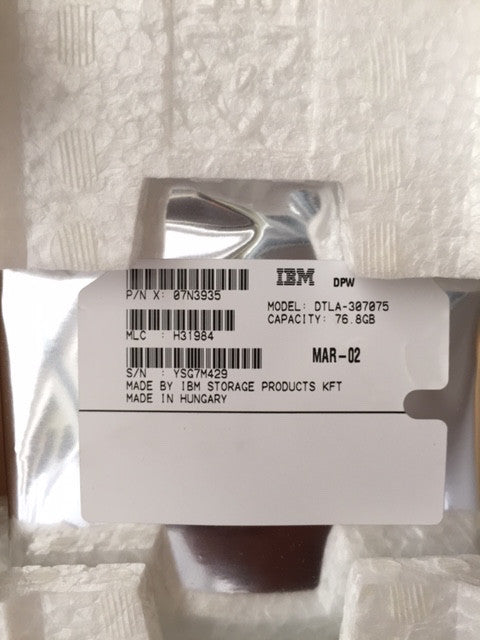 IBM DPW
P/N X: 07N3935
MODEL: DTLA-307075
CAPACITY: 76.8GB
MLC : H31984
MAR-02
S/N : YSG7M429
MADE BY IBM STORAGE PRODUCTS KFT
MADE IN HUNGARY